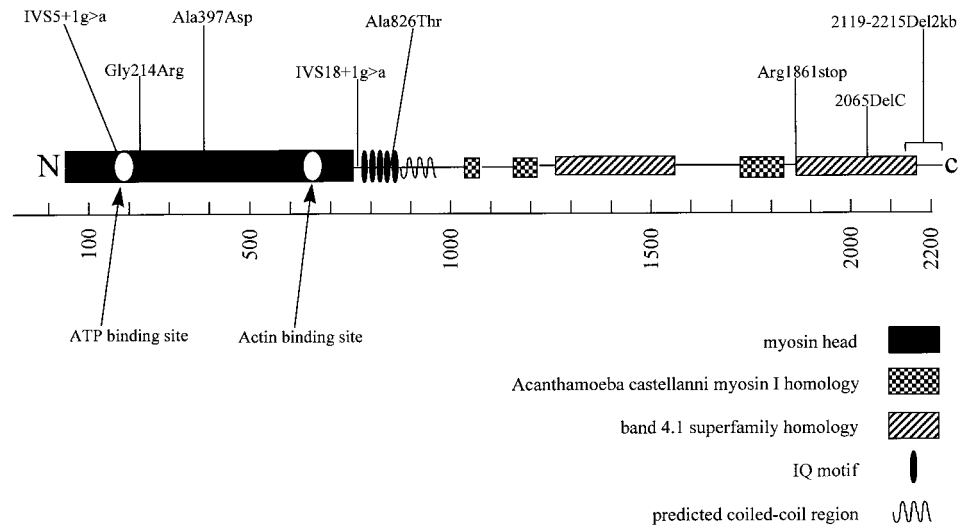 IVS5+1g>a
Ala397Asp
Ala826Thr
2119-2215Del2kb
Gly214Arg
IVS18+1g>a
Arg1861stop
2065DelC
N
c
100
500
1000
1500
2000
2200
ATP binding site
Actin binding site
myosin head
Acanthamoeba castellanni myosin I homology
band 4.1 superfamily homology
IQ motif
predicted coiled-coil region